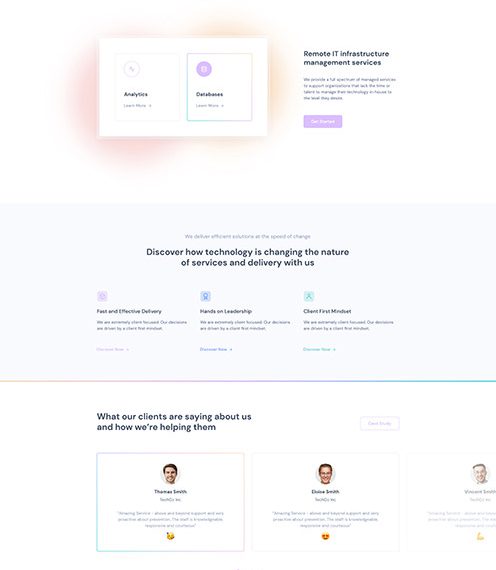 Remote IT infrastructure
management services
We provide a full spectrum of managed services
to support organizations that lack the time or
talent to manage their technology in-house to
the level they desire.
Get Started
Analytics
Learn More →
Databases
Learn More →
We deliver efficient solutions at the speed of change
Discover how technology is changing the nature
of services and delivery with us
Fast and Effective Delivery
We are extremely client focused. Our decisions
are driven by a client first mindset.
Discover Now →
Hands on Leadership
We are extremely client focused. Our decisions
are driven by a client first mindset.
Discover Now →
Client First Mindset
We are extremely client focused. Our decisions
are driven by a client first mindset.
Discover Now →
What our clients are saying about us
and how we're helping them
Case Study
Thomas Smith
TechCo Inc
"Amazing Service - above and beyond support and very
proactive about prevention. The staff is knowledgable,
responsive and courteous"
Eloise Smith
TechCo Inc
"Amazing Service - above and beyond support and very
proactive about prevention. The staff is knowledgable,
responsive and courteous"
Vincent Smith
TechCo Inc
"Amazing Service - above and
proactive about prevention. The
responsive and